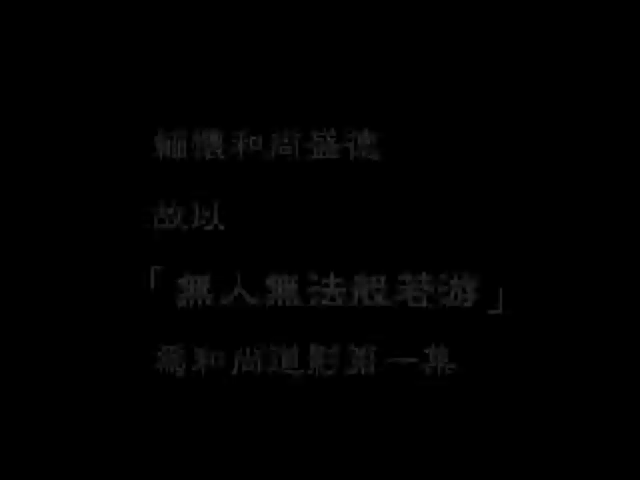 緬懷和尚盛德
故以
「無人無法般若游」
為和尚道影第一集